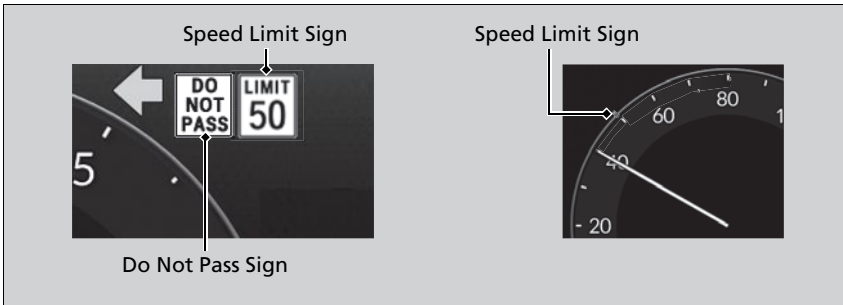 Speed Limit Sign
Speed Limit Sign
DO
NOT
PASS
LIMIT
50
5
80
60
40
20
1
Do Not Pass Sign